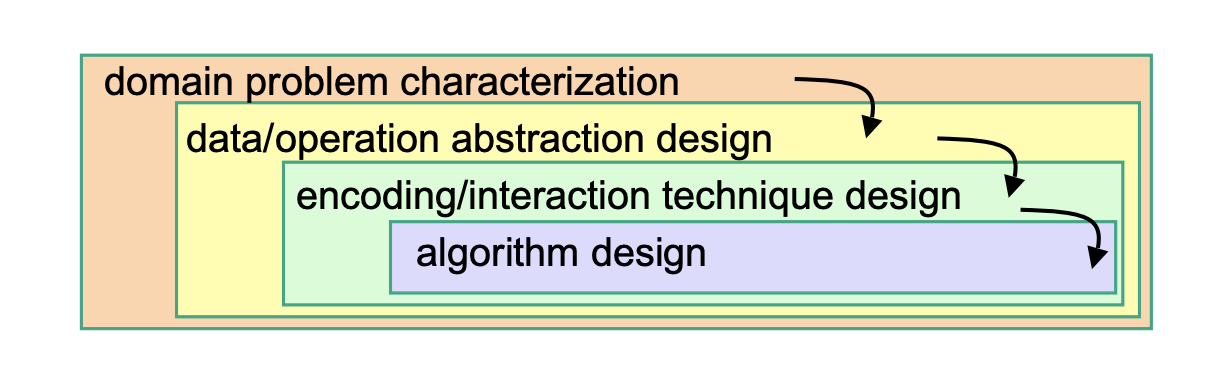 domain problem characterization
data/operation abstraction design
encoding/interaction technique design
algorithm design